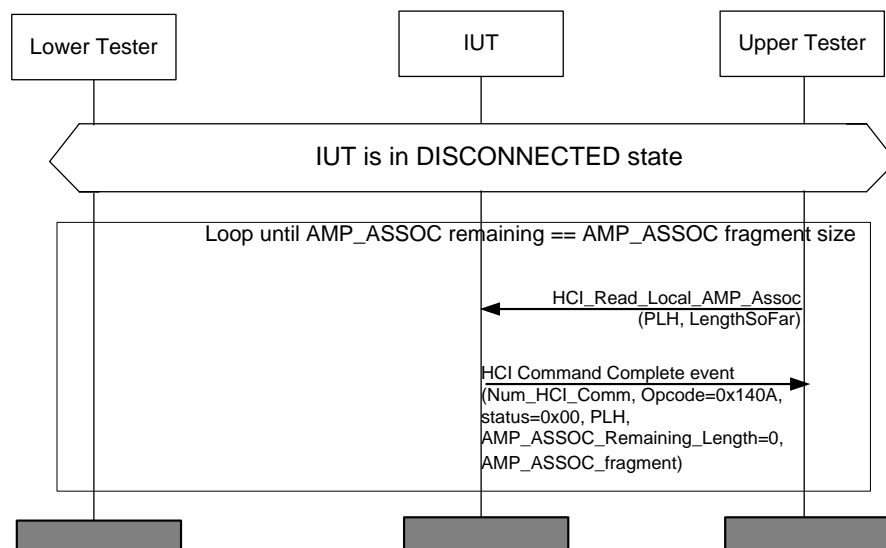 Lower Tester
IUT
Upper Tester
IUT is in DISCONNECTED state
Loop until AMP_ASSOC remaining == AMP_ASSOC fragment size
HCI_Read_Local_AMP_Assoc
(PLH, LengthSoFar)
HCI Command Complete event
(Num_HCI_Comm, Opcode=0x140A,
status=0x00, PLH,
AMP_ASSOC_Remaining_Length=0,
AMP_ASSOC_fragment)